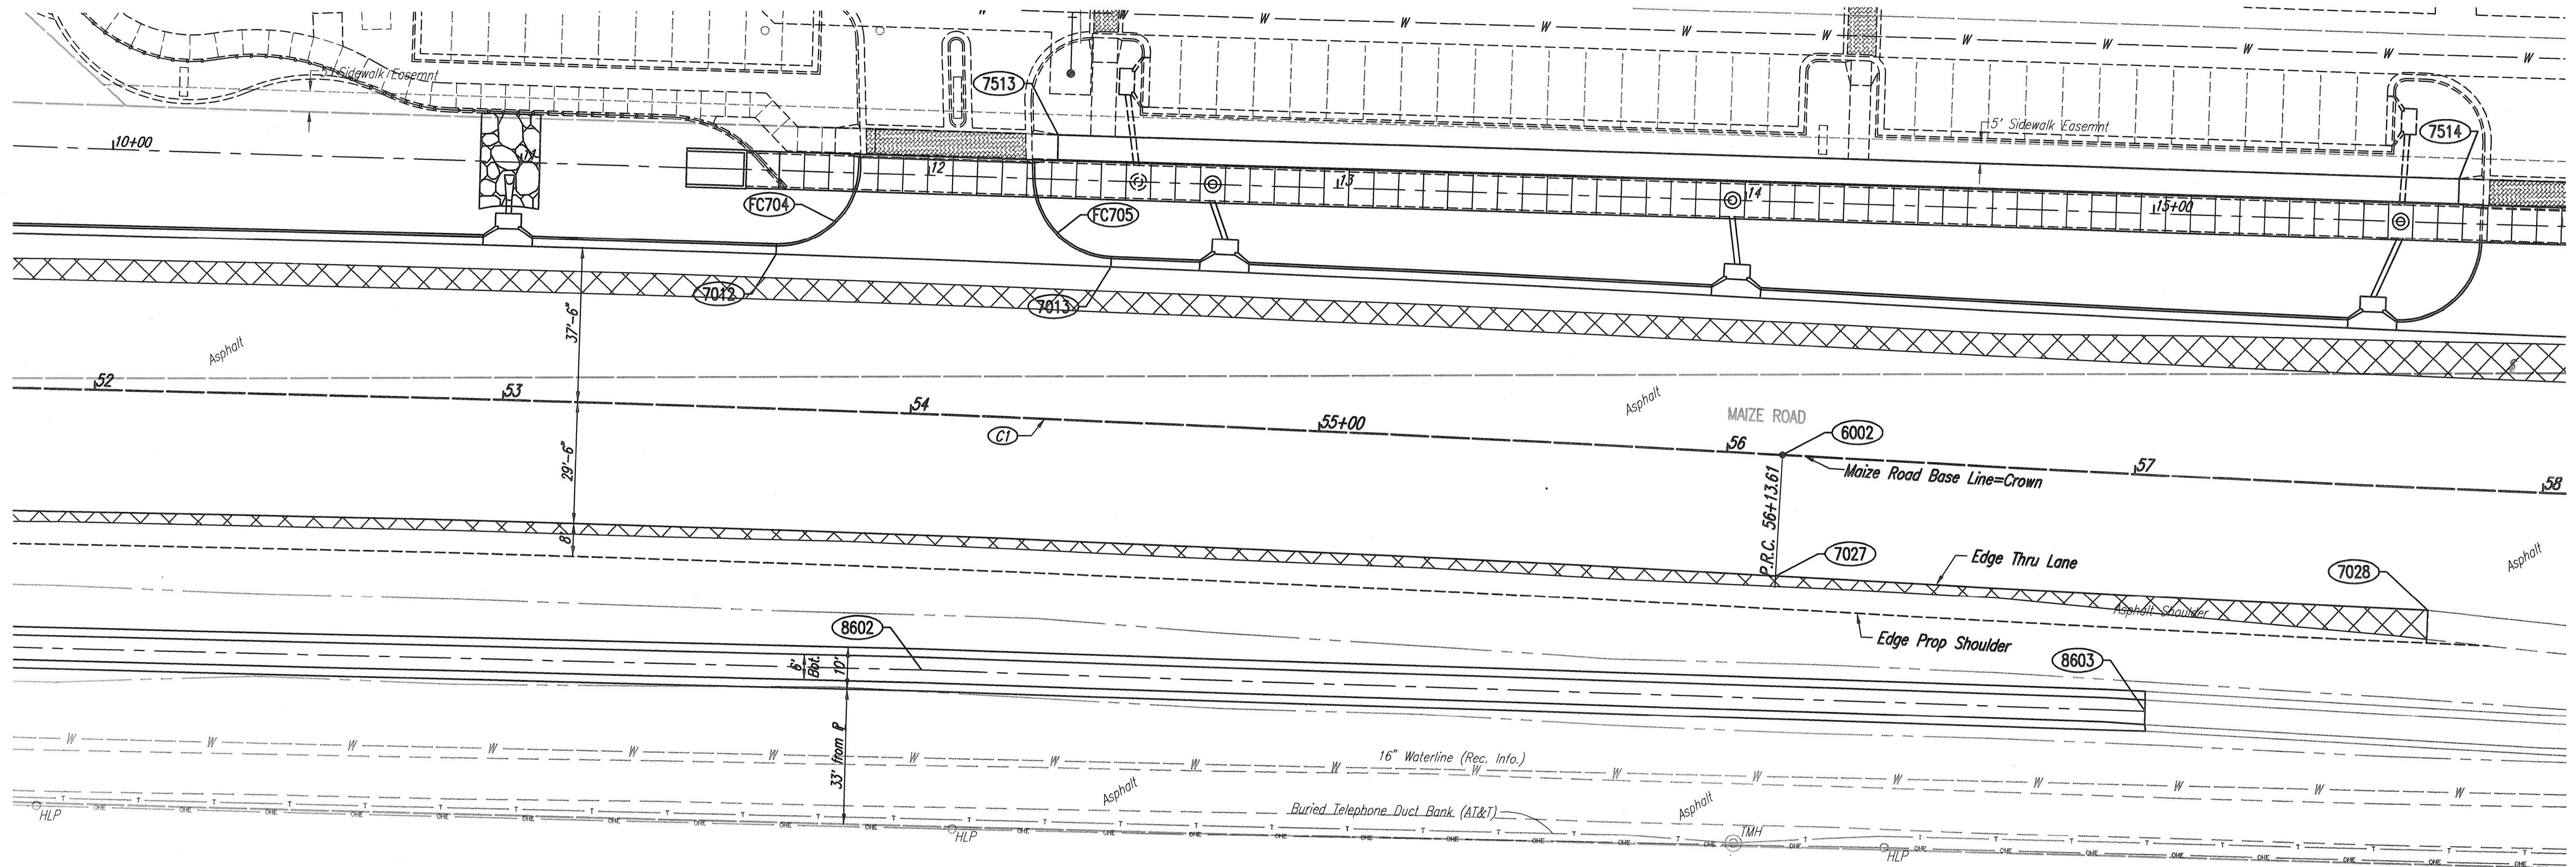 W W W W W W W W W W W W
5' Sidewalk Easemnt
7513
5' Sidewalk Easemnt
7514
10+00
11
12
13
14
15+00
FC704
FC705
7012
7013
37'-6"
Asphalt
52
53
54
55+00
56
57
58
Asphalt
MAIZE ROAD
C1
6002
Maize Road Base Line=Crown
29'-6"
P.R.C. 56+13.61
8'
7027
Edge Thru Lane
7028
Asphalt
Asphalt Shoulder
Edge Prop Shoulder
8602
6'
Bot.
10'
8603
33' from P
W W W W W W W W W W W W W W W W W W
16" Waterline (Rec. Info.)
Asphalt
Asphalt
Buried Telephone Duct Bank (AT&T)
HLP
HLP
TMH
HLP